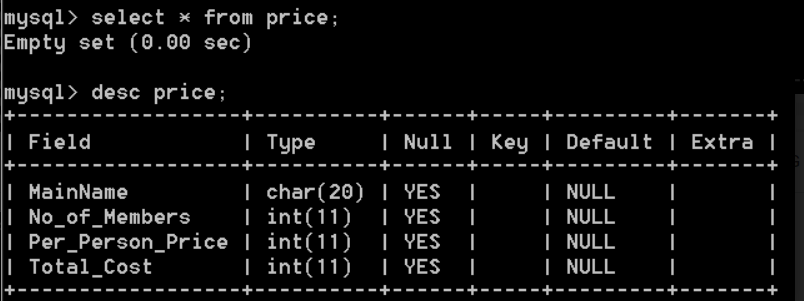 mysql> select * from price;
Empty set (0.00 sec)
mysql> desc price;
+------------------+----------+------+-----+---------+-------+
| Field            | Type     | Null | Key | Default | Extra |
+------------------+----------+------+-----+---------+-------+
| MainName         | char(20) | YES  |     | NULL    |       |
| No_of_Members    | int(11)  | YES  |     | NULL    |       |
| Per_Person_Price | int(11)  | YES  |     | NULL    |       |
| Total_Cost       | int(11)  | YES  |     | NULL    |       |
+------------------+----------+------+-----+---------+-------+